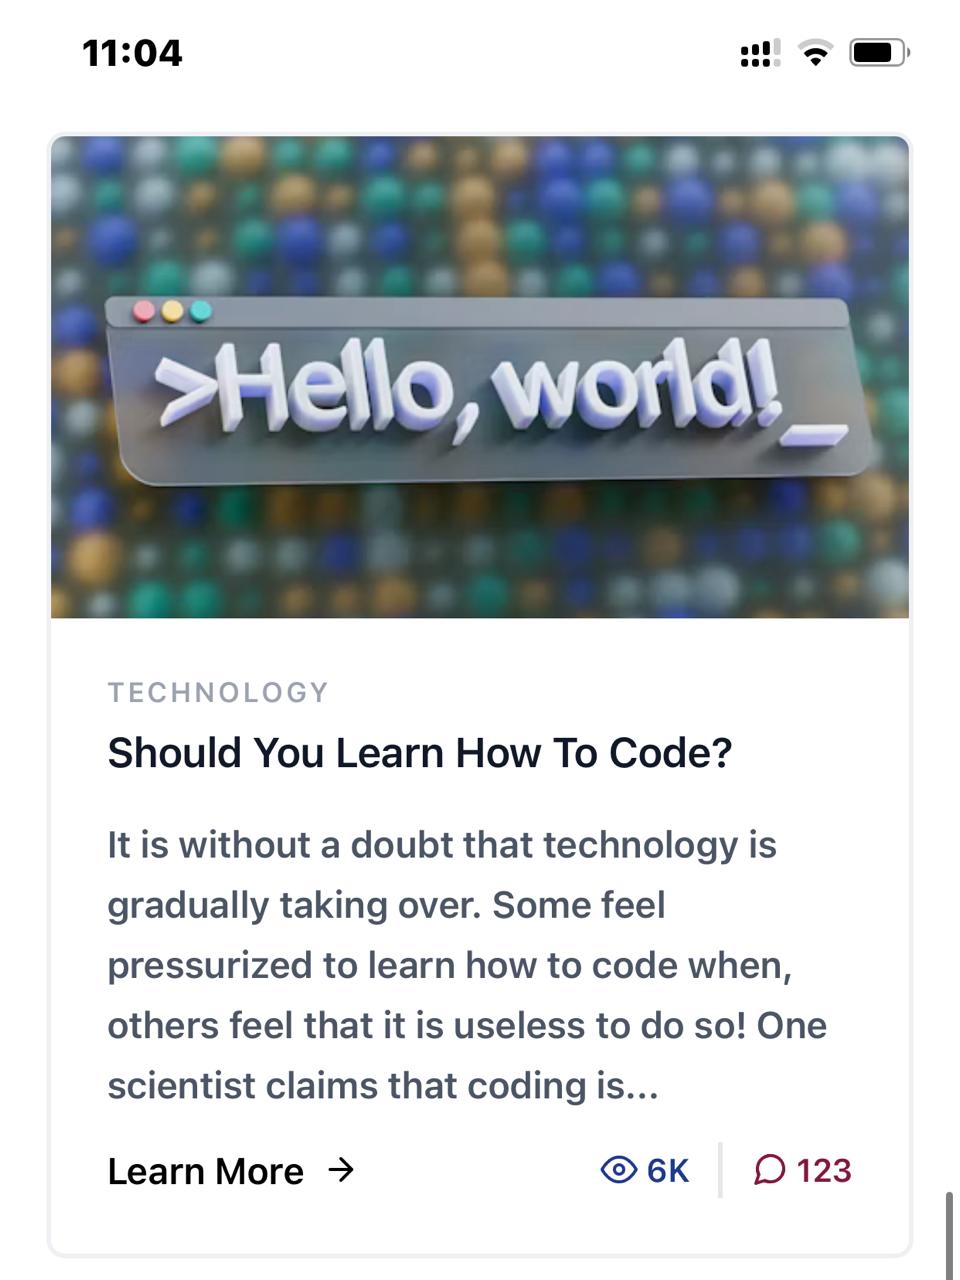 11:04
>Hello, world!_
TECHNOLOGY
Should You Learn How To Code?
It is without a doubt that technology is
gradually taking over. Some feel
pressurized to learn how to code when,
others feel that it is useless to do so! One
scientist claims that coding is...
Learn More →
6K
123